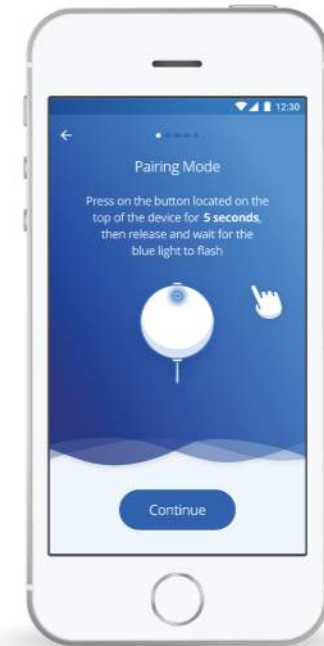 12:30
Pairing Mode
Press on the button located on the
top of the device for 5 seconds,
then release and wait for the
blue light to flash
Continue